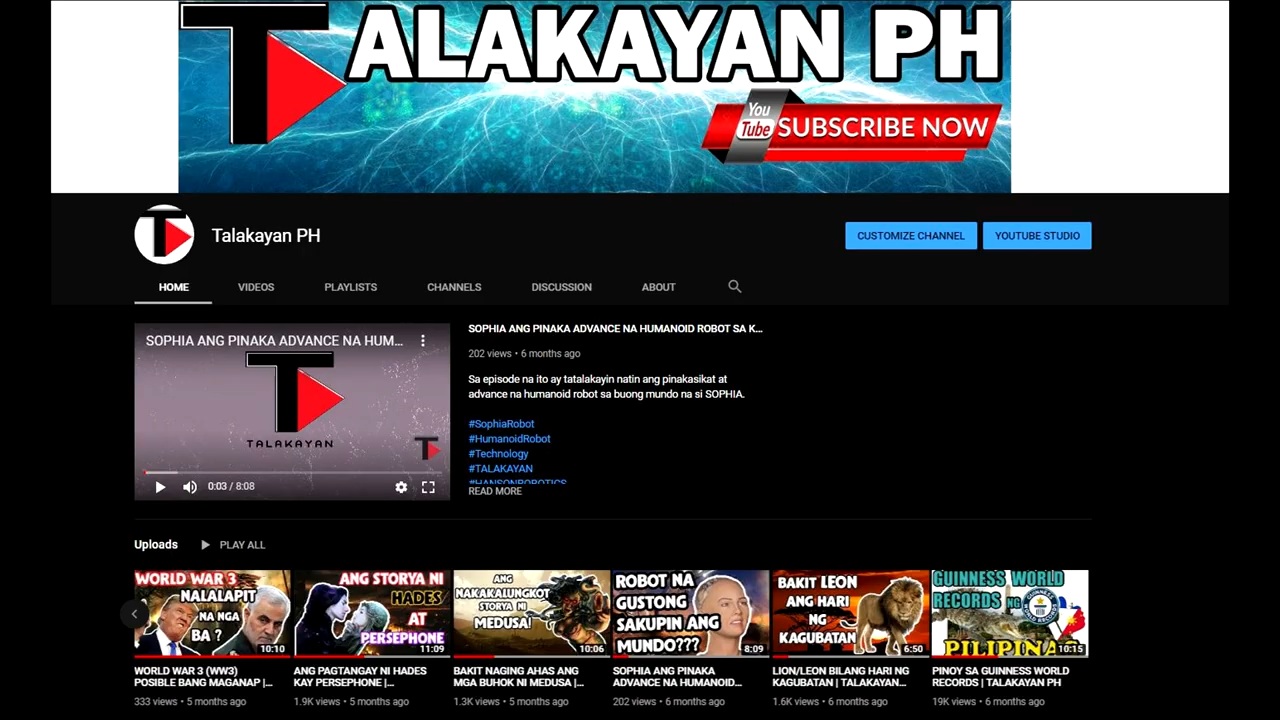 TALAKAYAN PH
You
Tube
SUBSCRIBE NOW
Talakayan PH
CUSTOMIZE CHANNEL
YOUTUBE STUDIO
HOME
VIDEOS
PLAYLISTS
CHANNELS
DISCUSSION
ABOUT
SOPHIA ANG PINAKA ADVANCE NA HUM...
TALAKAYAN
0:03 / 8:08
SOPHIA ANG PINAKA ADVANCE NA HUMANOID ROBOT SA K...
202 views • 6 months ago
Sa episode na ito ay tatalakayin natin ang pinakasikat at
advance na humanoid robot sa buong mundo na si SOPHIA.
#SophiaRobot
#HumanoidRobot
#Technology
#TALAKAYAN
#HANSONROBOTICS
READ MORE
Uploads
PLAY ALL
WORLD WAR 3
NALALAPIT
NA NGA
BA ?
10:10
WORLD WAR 3 (WW3)
POSIBLE BANG MAGANAP |...
333 views • 5 months ago
ANG STORYA NI
HADES
AT
PERSEPHONE
11:09
ANG PAGTANGAY NI HADES
KAY PERSEPHONE |...
1.9K views • 5 months ago
ANG
NAKAKALUNGKOT
STORYA NI
MEDUSA!
10:06
BAKIT NAGING AHAS ANG
MGA BUHOK NI MEDUSA |...
1.3K views • 5 months ago
ROBOT NA
GUSTONG
SAKUPIN ANG
MUNDO???
8:09
SOPHIA ANG PINAKA
ADVANCE NA HUMANOID...
202 views • 6 months ago
BAKIT LEON
ANG HARI
NG
KAGUBATAN
6:50
LION/LEON BILANG HARI NG
KAGUBATAN | TALAKAYAN...
1.6K views • 6 months ago
GUINNESS WORLD
RECORDS NG
PILIPINA
10:15
PINOY SA GUINNESS WORLD
RECORDS | TALAKAYAN PH
19K views • 6 months ago